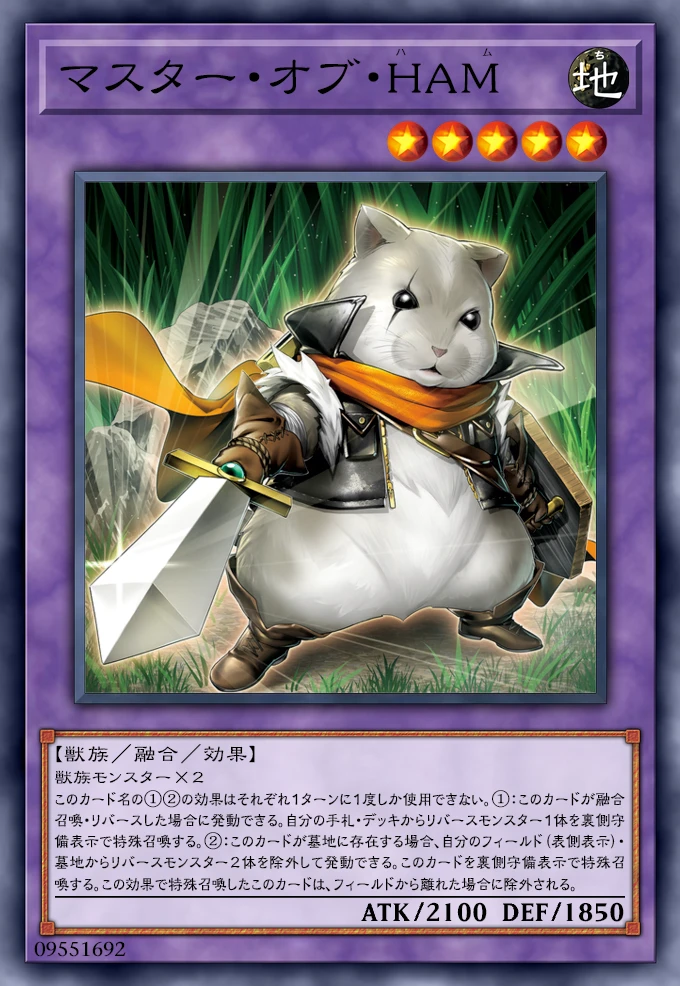 ハム
マスター・オブ・HAM
ち
地
【獣族／融合／効果】
獣族モンスター×２
このカード名の①②の効果はそれぞれ１ターンに１度しか使用できない。①：このカードが融合
召喚・リバースした場合に発動できる。自分の手札・デッキからリバースモンスター１体を裏側守
備表示で特殊召喚する。②：このカードが墓地に存在する場合、自分のフィールド（表側表示）・
墓地からリバースモンスター２体を除外して発動できる。このカードを裏側守備表示で特殊召
喚する。この効果で特殊召喚したこのカードは、フィールドから離れた場合に除外される。
ATK/2100 DEF/1850
09551692